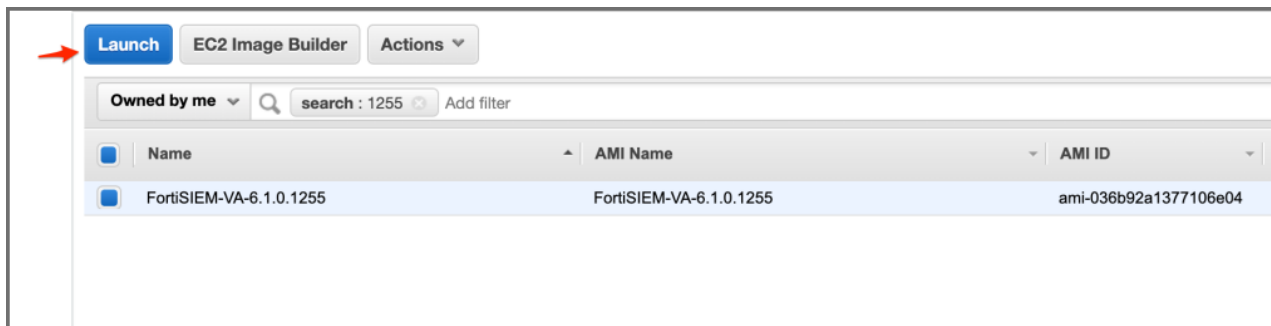 Launch EC2 Image Builder Actions
Owned by me search : 1255 Add filter
Name AMI Name AMI ID
FortiSIEM-VA-6.1.0.1255 FortiSIEM-VA-6.1.0.1255 ami-036b92a1377106e04